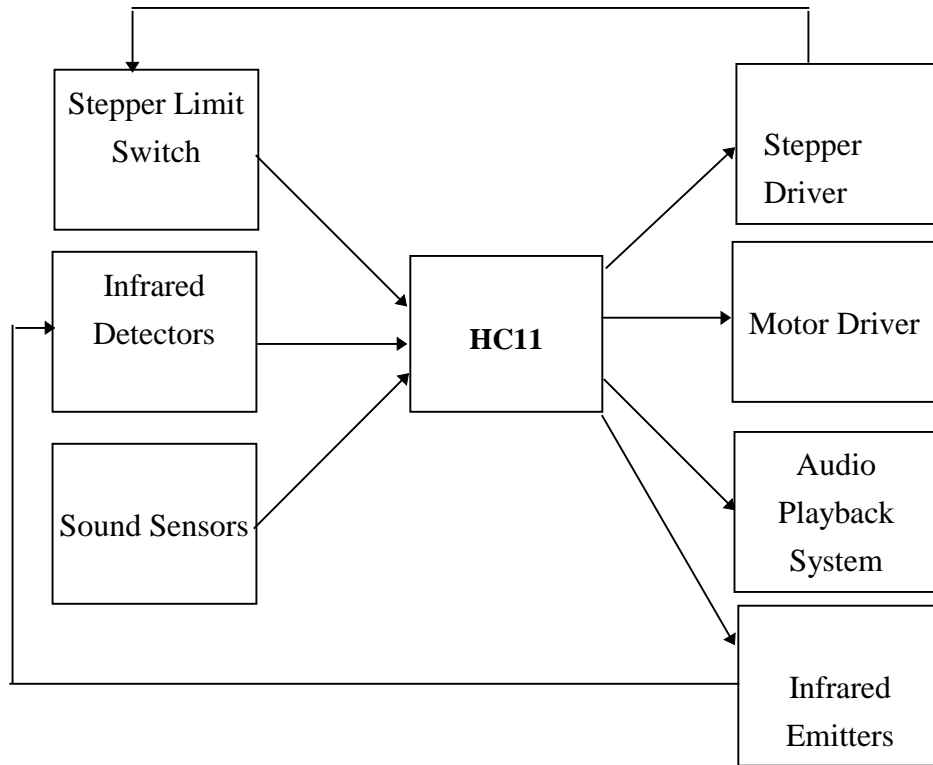 Stepper Limit
Switch
Infrared
Detectors
Sound Sensors
HC11
Stepper
Driver
Motor Driver
Audio
Playback
System
Infrared
Emitters